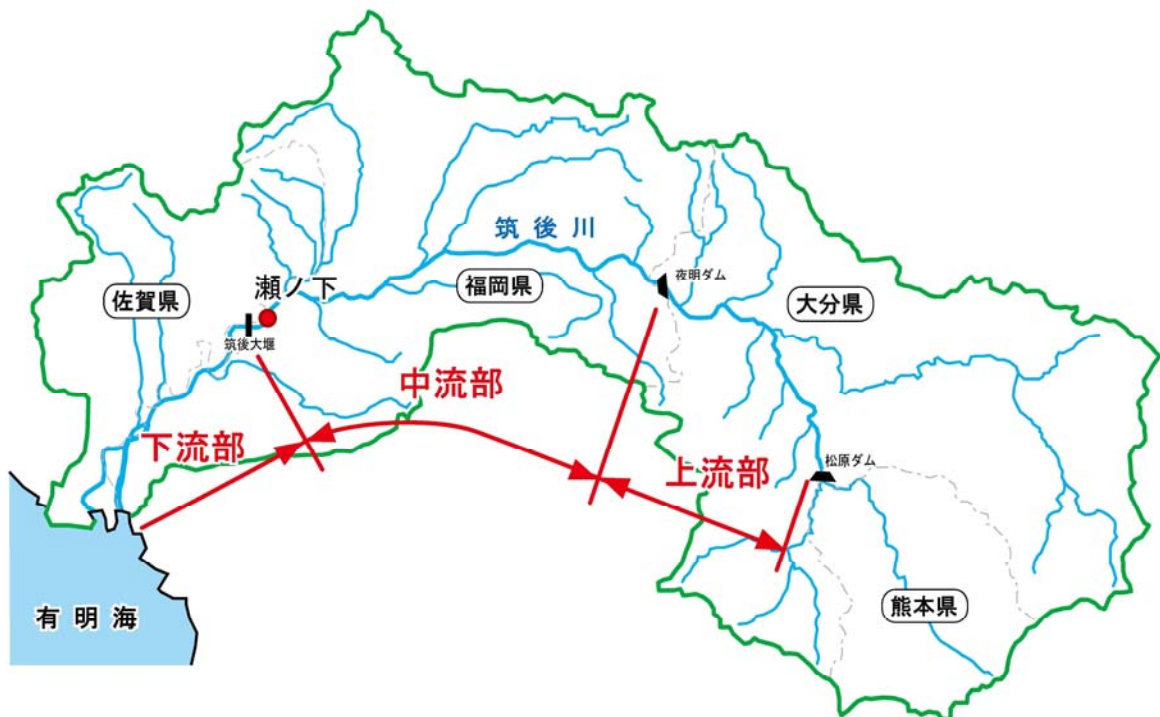 筑後川
夜明ダム
瀬ノ下
福岡県
佐賀県
大分県
筑後大堰
中流部
下流部
上流部
松原ダム
有明海
熊本県